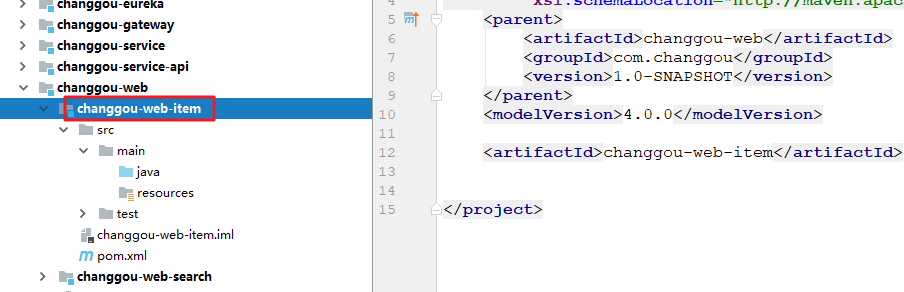 changgou-eureka
changgou-gateway
changgou-service
changgou-service-api
changgou-web
changgou-web-item
src
main
java
resources
test
changgou-web-item.iml
pom.xml
changgou-web-search
4 xsi:schemaLocation="http://maven.apac
5 <parent>
6 <artifactId>changgou-web</artifactId>
7 <groupId>com.changgou</groupId>
8 <version>1.0-SNAPSHOT</version>
9 </parent>
10 <modelVersion>4.0.0</modelVersion>
11
12 <artifactId>changgou-web-item</artifactId>
13
14
15 </project>